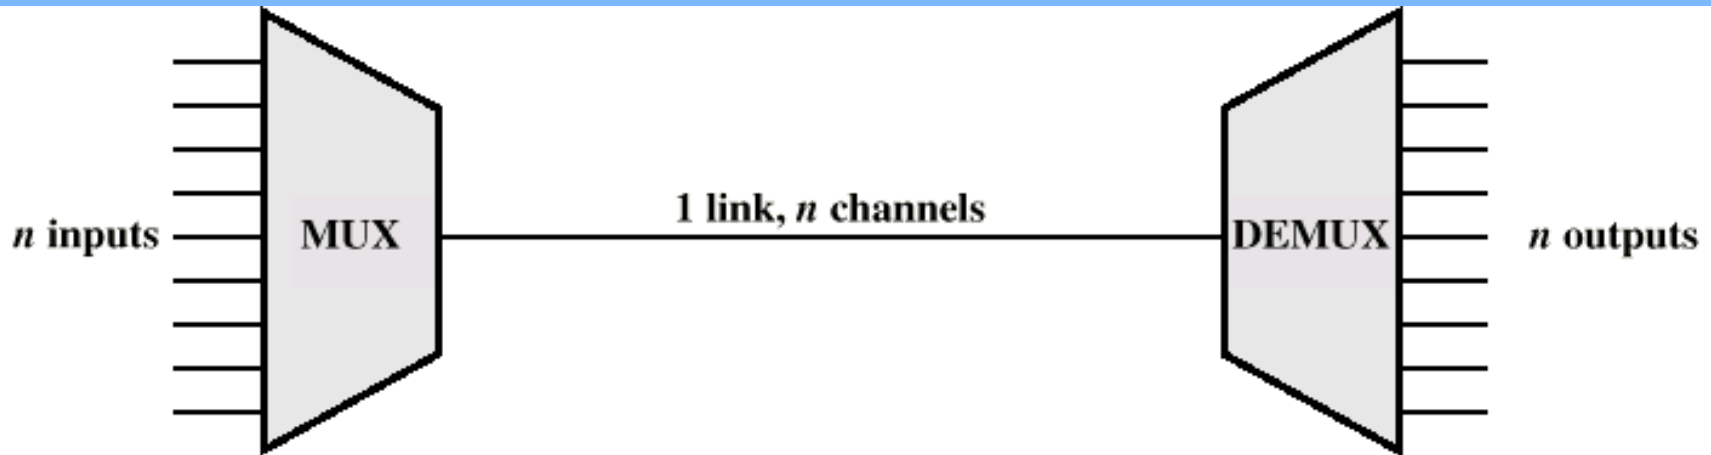 1 link, n channels
n inputs
MUX
DEMUX
n outputs